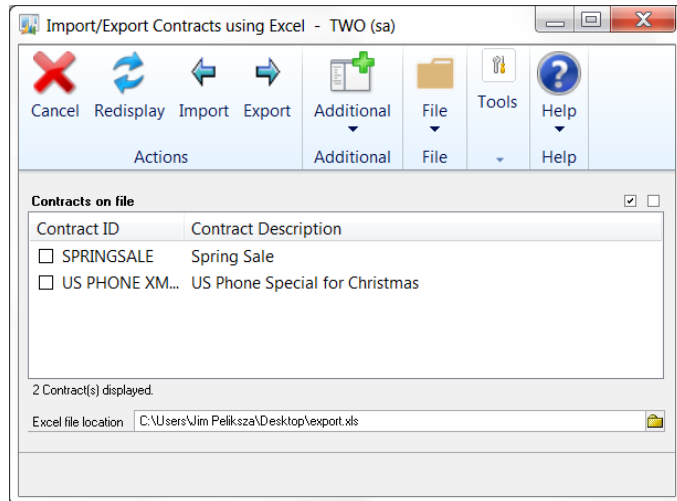 Import/Export Contracts using Excel - TWO (sa)
Cancel Redisplay Import Export Additional File Tools Help
Actions Additional File Help
Contracts on file
Contract ID Contract Description
SPRINGSALE Spring Sale
US PHONE XM... US Phone Special for Christmas
2 Contract(s) displayed.
Excel file location C:\Users\Jim Peliksza\Desktop\export.xls